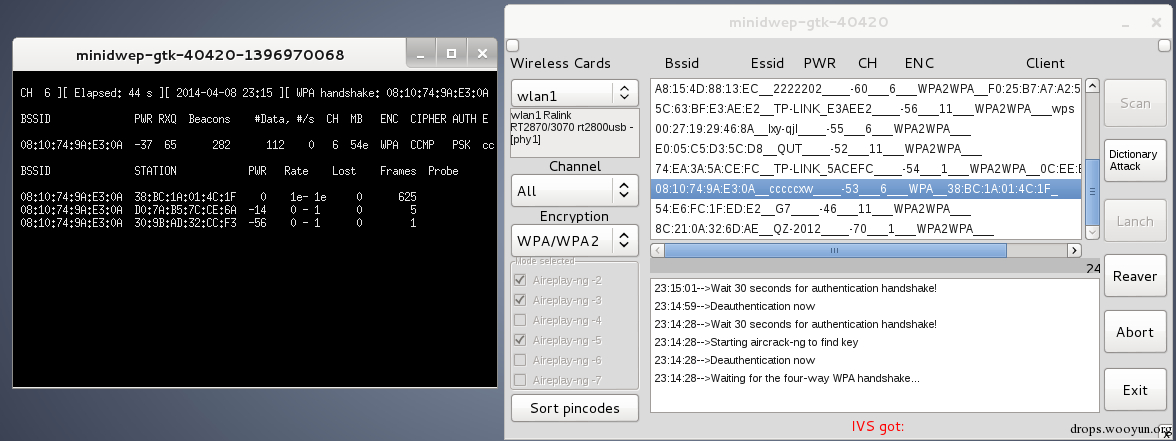 minidwep-gtk-40420-1396970068
CH 6 ][ Elapsed: 44 s ][ 2014-04-08 23:15 ][ WPA handshake: 08:10:74:9A:E3:0A
BSSID PWR RXQ Beacons #Data, #/s CH MB ENC CIPHER AUTH E
08:10:74:9A:E3:0A -37 65 282 112 0 6 54e WPA CCMP PSK cc
BSSID STATION PWR Rate Lost Frames Probe
08:10:74:9A:E3:0A 38:BC:1A:01:4C:1F 0 1e- 1e 0 625
08:10:74:9A:E3:0A D0:7A:B5:7C:CE:6A -14 0 - 1 0 5
08:10:74:9A:E3:0A 30:9B:AD:32:CC:F3 -56 0 - 1 0 1
minidwep-gtk-40420
Wireless Cards
wlan1
wlan1 Ralink
RT2870/3070 rt2800usb -
[phy1]
Channel
All
Encryption
WPA/WPA2
Mode selected
Aireplay-ng -2
Aireplay-ng -3
Aireplay-ng -4
Aireplay-ng -5
Aireplay-ng -6
Aireplay-ng -7
Sort pincodes
Bssid Essid PWR CH ENC Client
A8:15:4D:88:13:EC__2222202____-60___6___WPA2WPA__F0:25:B7:A7:A2:5
5C:63:BF:E3:AE:E2__TP-LINK_E3AEE2____-56___11___WPA2WPA___wps
00:27:19:29:46:8A__lxy-qjl____-55___6___WPA2WPA___
E0:05:C5:D3:5C:D8__QUT____-52___11___WPA2WPA___
74:EA:3A:5A:CE:FC__TP-LINK_5ACEFC____-54___1___WPA2WPA__0C:EE:E
08:10:74:9A:E3:0A__cccccxw____-53___6___WPA__38:BC:1A:01:4C:1F_
54:E6:FC:1F:ED:E2__G7____-46___11___WPA2WPA___
8C:21:0A:32:6D:AE__QZ-2012____-70___1___WPA2WPA___
24
23:15:01-->Wait 30 seconds for authentication handshake!
23:14:59-->Deauthentication now
23:14:28-->Wait 30 seconds for authentication handshake!
23:14:28-->Starting aircrack-ng to find key
23:14:28-->Deauthentication now
23:14:28-->Waiting for the four-way WPA handshake...
IVS got:
Scan
Dictionary
Attack
Lanch
Reaver
Abort
Exit
drops.wooyun.org